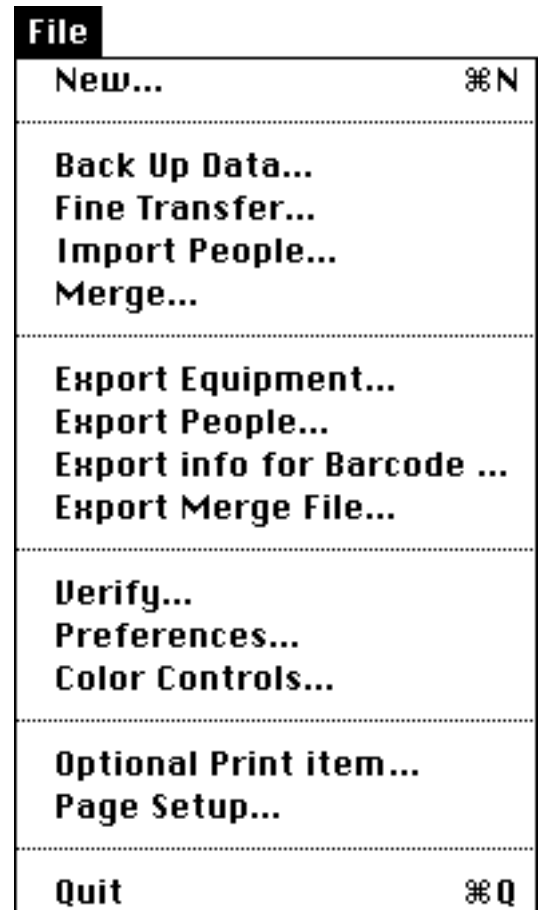 File
New... ⌘N
Back Up Data...
Fine Transfer...
Import People...
Merge...
Export Equipment...
Export People...
Export info for Barcode ...
Export Merge File...
Verify...
Preferences...
Color Controls...
Optional Print item...
Page Setup...
Quit ⌘Q